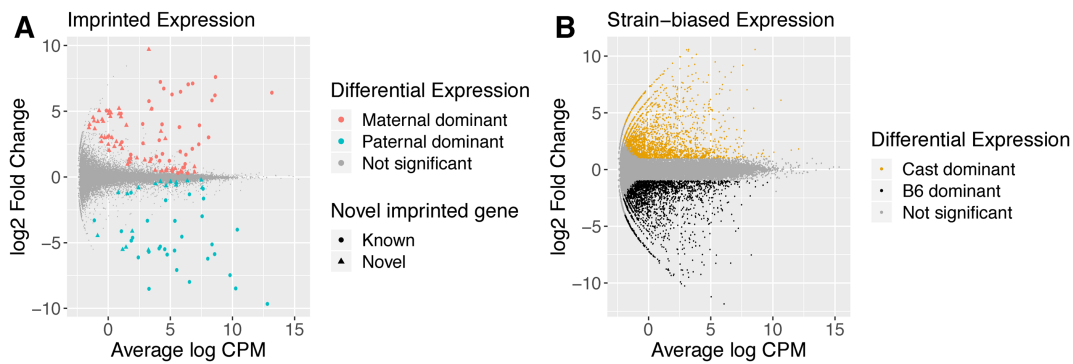 A
Imprinted Expression
10
5
0
−5
−10
0
5
10
15
log2 Fold Change
Average log CPM
Differential Expression
Maternal dominant
Paternal dominant
Not significant
Novel imprinted gene
Known
Novel
B
Strain−biased Expression
10
5
0
−5
−10
0
5
10
15
log2 Fold Change
Average log CPM
Differential Expression
Cast dominant
B6 dominant
Not significant